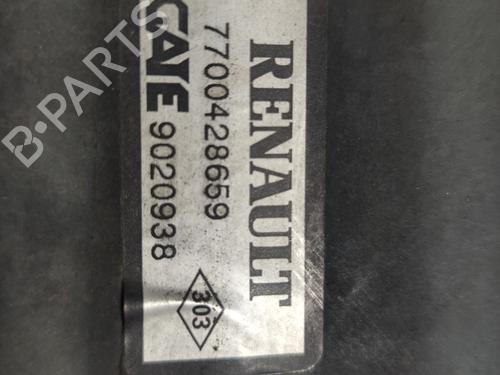 RENAULT
7700428659
GATE 9020938
303
B-PARTS